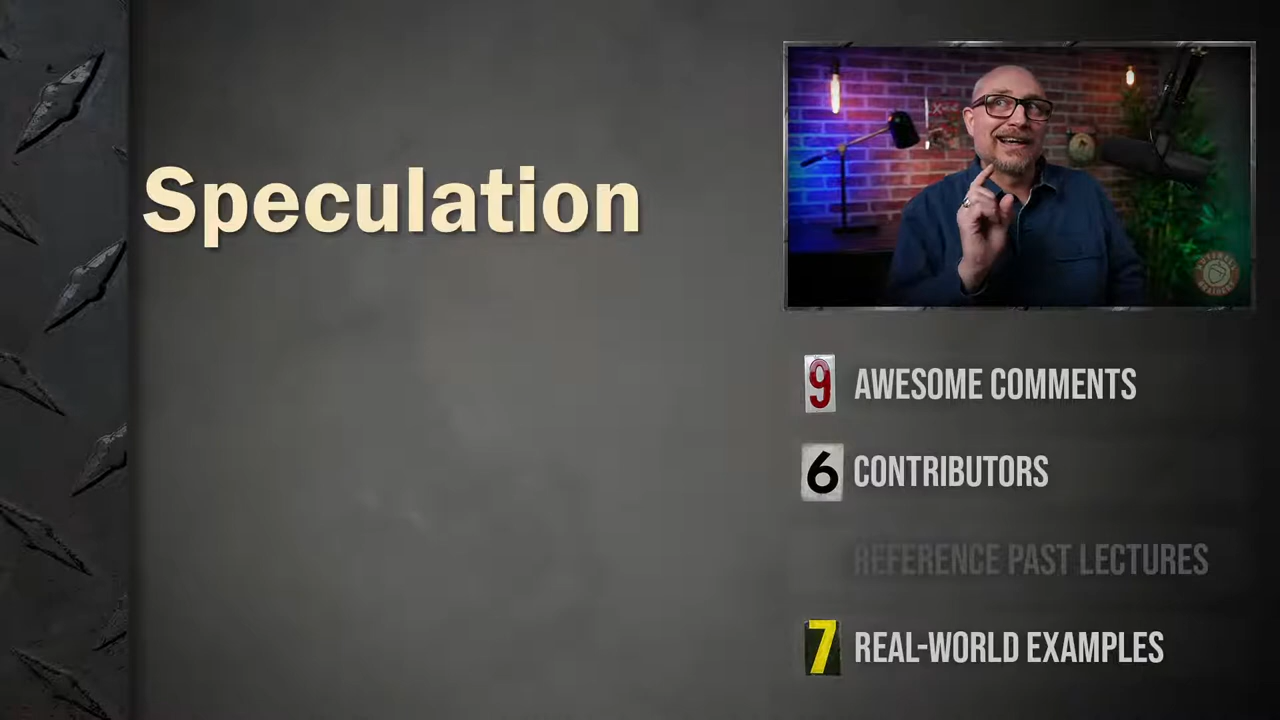 Speculation
9 AWESOME COMMENTS
6 CONTRIBUTORS
REFERENCE PAST LECTURES
7 REAL-WORLD EXAMPLES